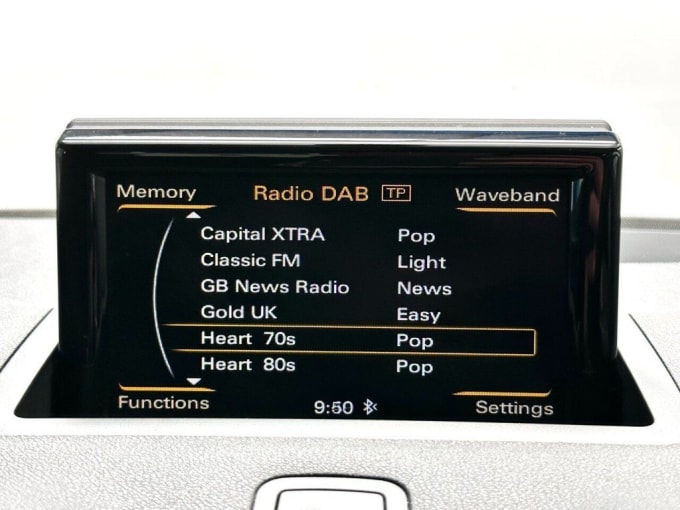 Memory Radio DAB TP Waveband
Capital XTRA Pop
Classic FM Light
GB News Radio News
Gold UK Easy
Heart 70s Pop
Heart 80s Pop
Functions 9:50 Settings